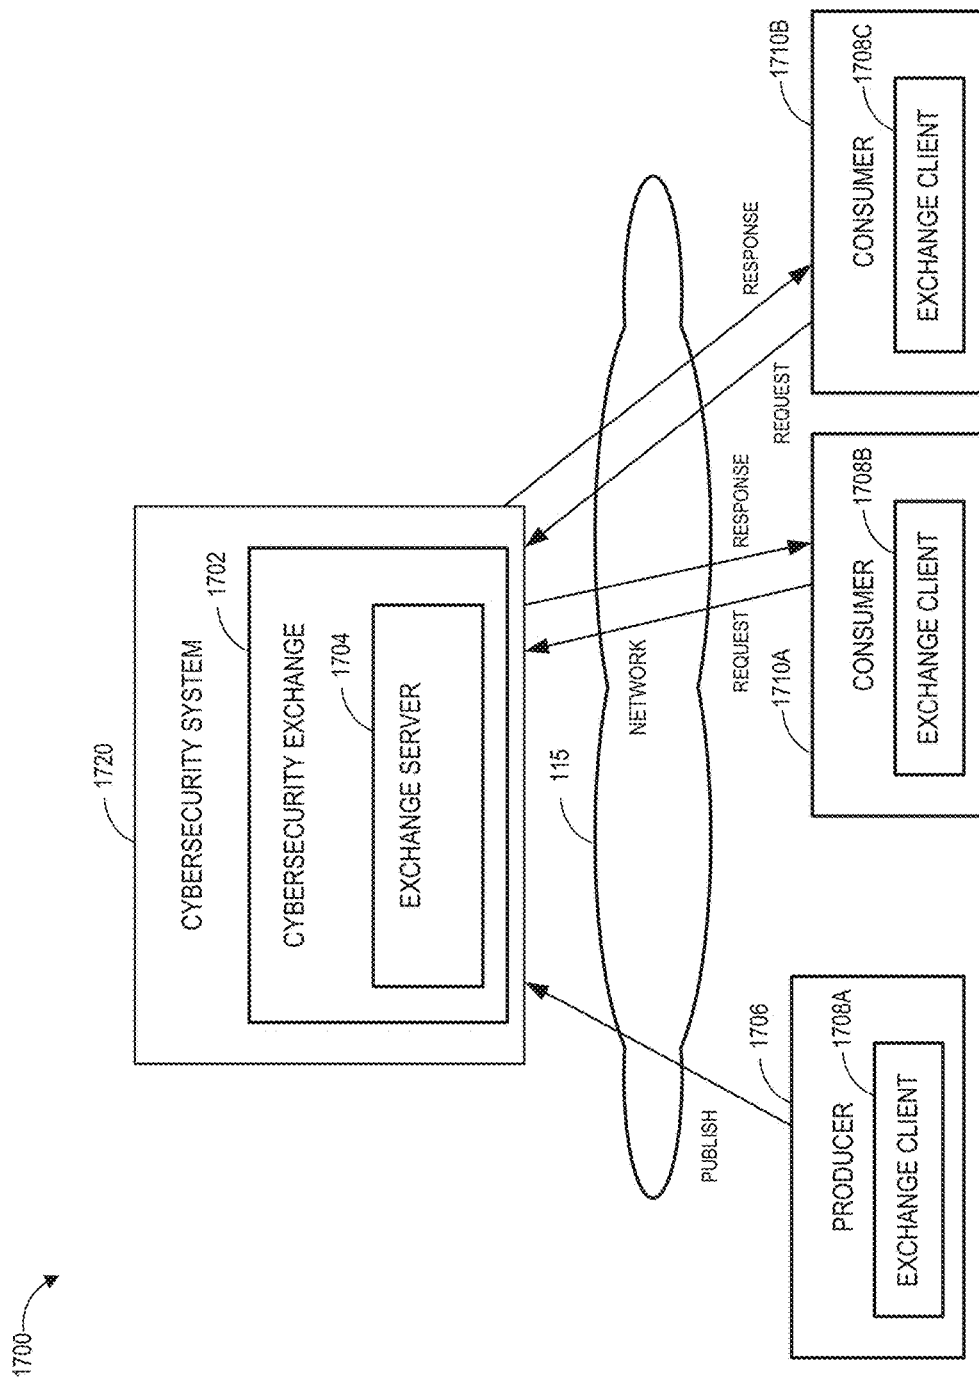 1700
1720
CYBERSECURITY SYSTEM
1702
CYBERSECURITY EXCHANGE
1704
EXCHANGE SERVER
115
NETWORK
PUBLISH
REQUEST
RESPONSE
REQUEST
RESPONSE
1706
PRODUCER
1708A
EXCHANGE CLIENT
1710A
CONSUMER
1708B
EXCHANGE CLIENT
1710B
CONSUMER
1708C
EXCHANGE CLIENT